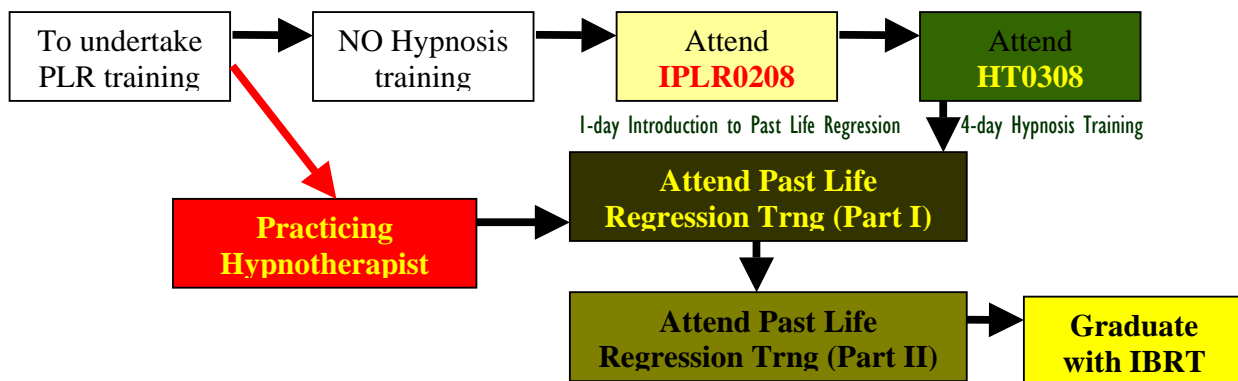 To undertake
PLR training
NO Hypnosis
training
Attend
IPLR0208
Attend
HT0308
1-day Introduction to Past Life Regression
4-day Hypnosis Training
Attend Past Life
Regression Trng (Part I)
Practicing
Hypnotherapist
Attend Past Life
Regression Trng (Part II)
Graduate
with IBRT